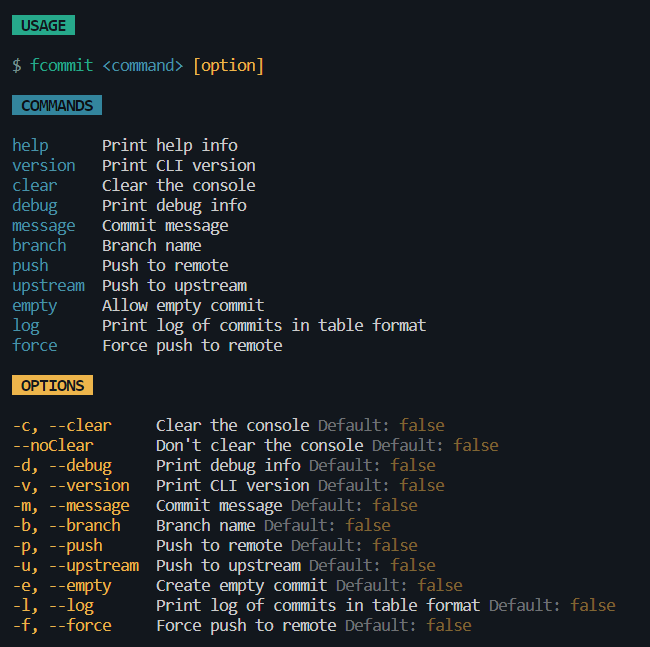 USAGE
$ fcommit <command> [option]
COMMANDS
help Print help info
version Print CLI version
clear Clear the console
debug Print debug info
message Commit message
branch Branch name
push Push to remote
upstream Push to upstream
empty Allow empty commit
log Print log of commits in table format
force Force push to remote
OPTIONS
-c, --clear Clear the console Default: false
--noClear Don't clear the console Default: false
-d, --debug Print debug info Default: false
-v, --version Print CLI version Default: false
-m, --message Commit message Default: false
-b, --branch Branch name Default: false
-p, --push Push to remote Default: false
-u, --upstream Push to upstream Default: false
-e, --empty Create empty commit Default: false
-l, --log Print log of commits in table format Default: false
-f, --force Force push to remote Default: false